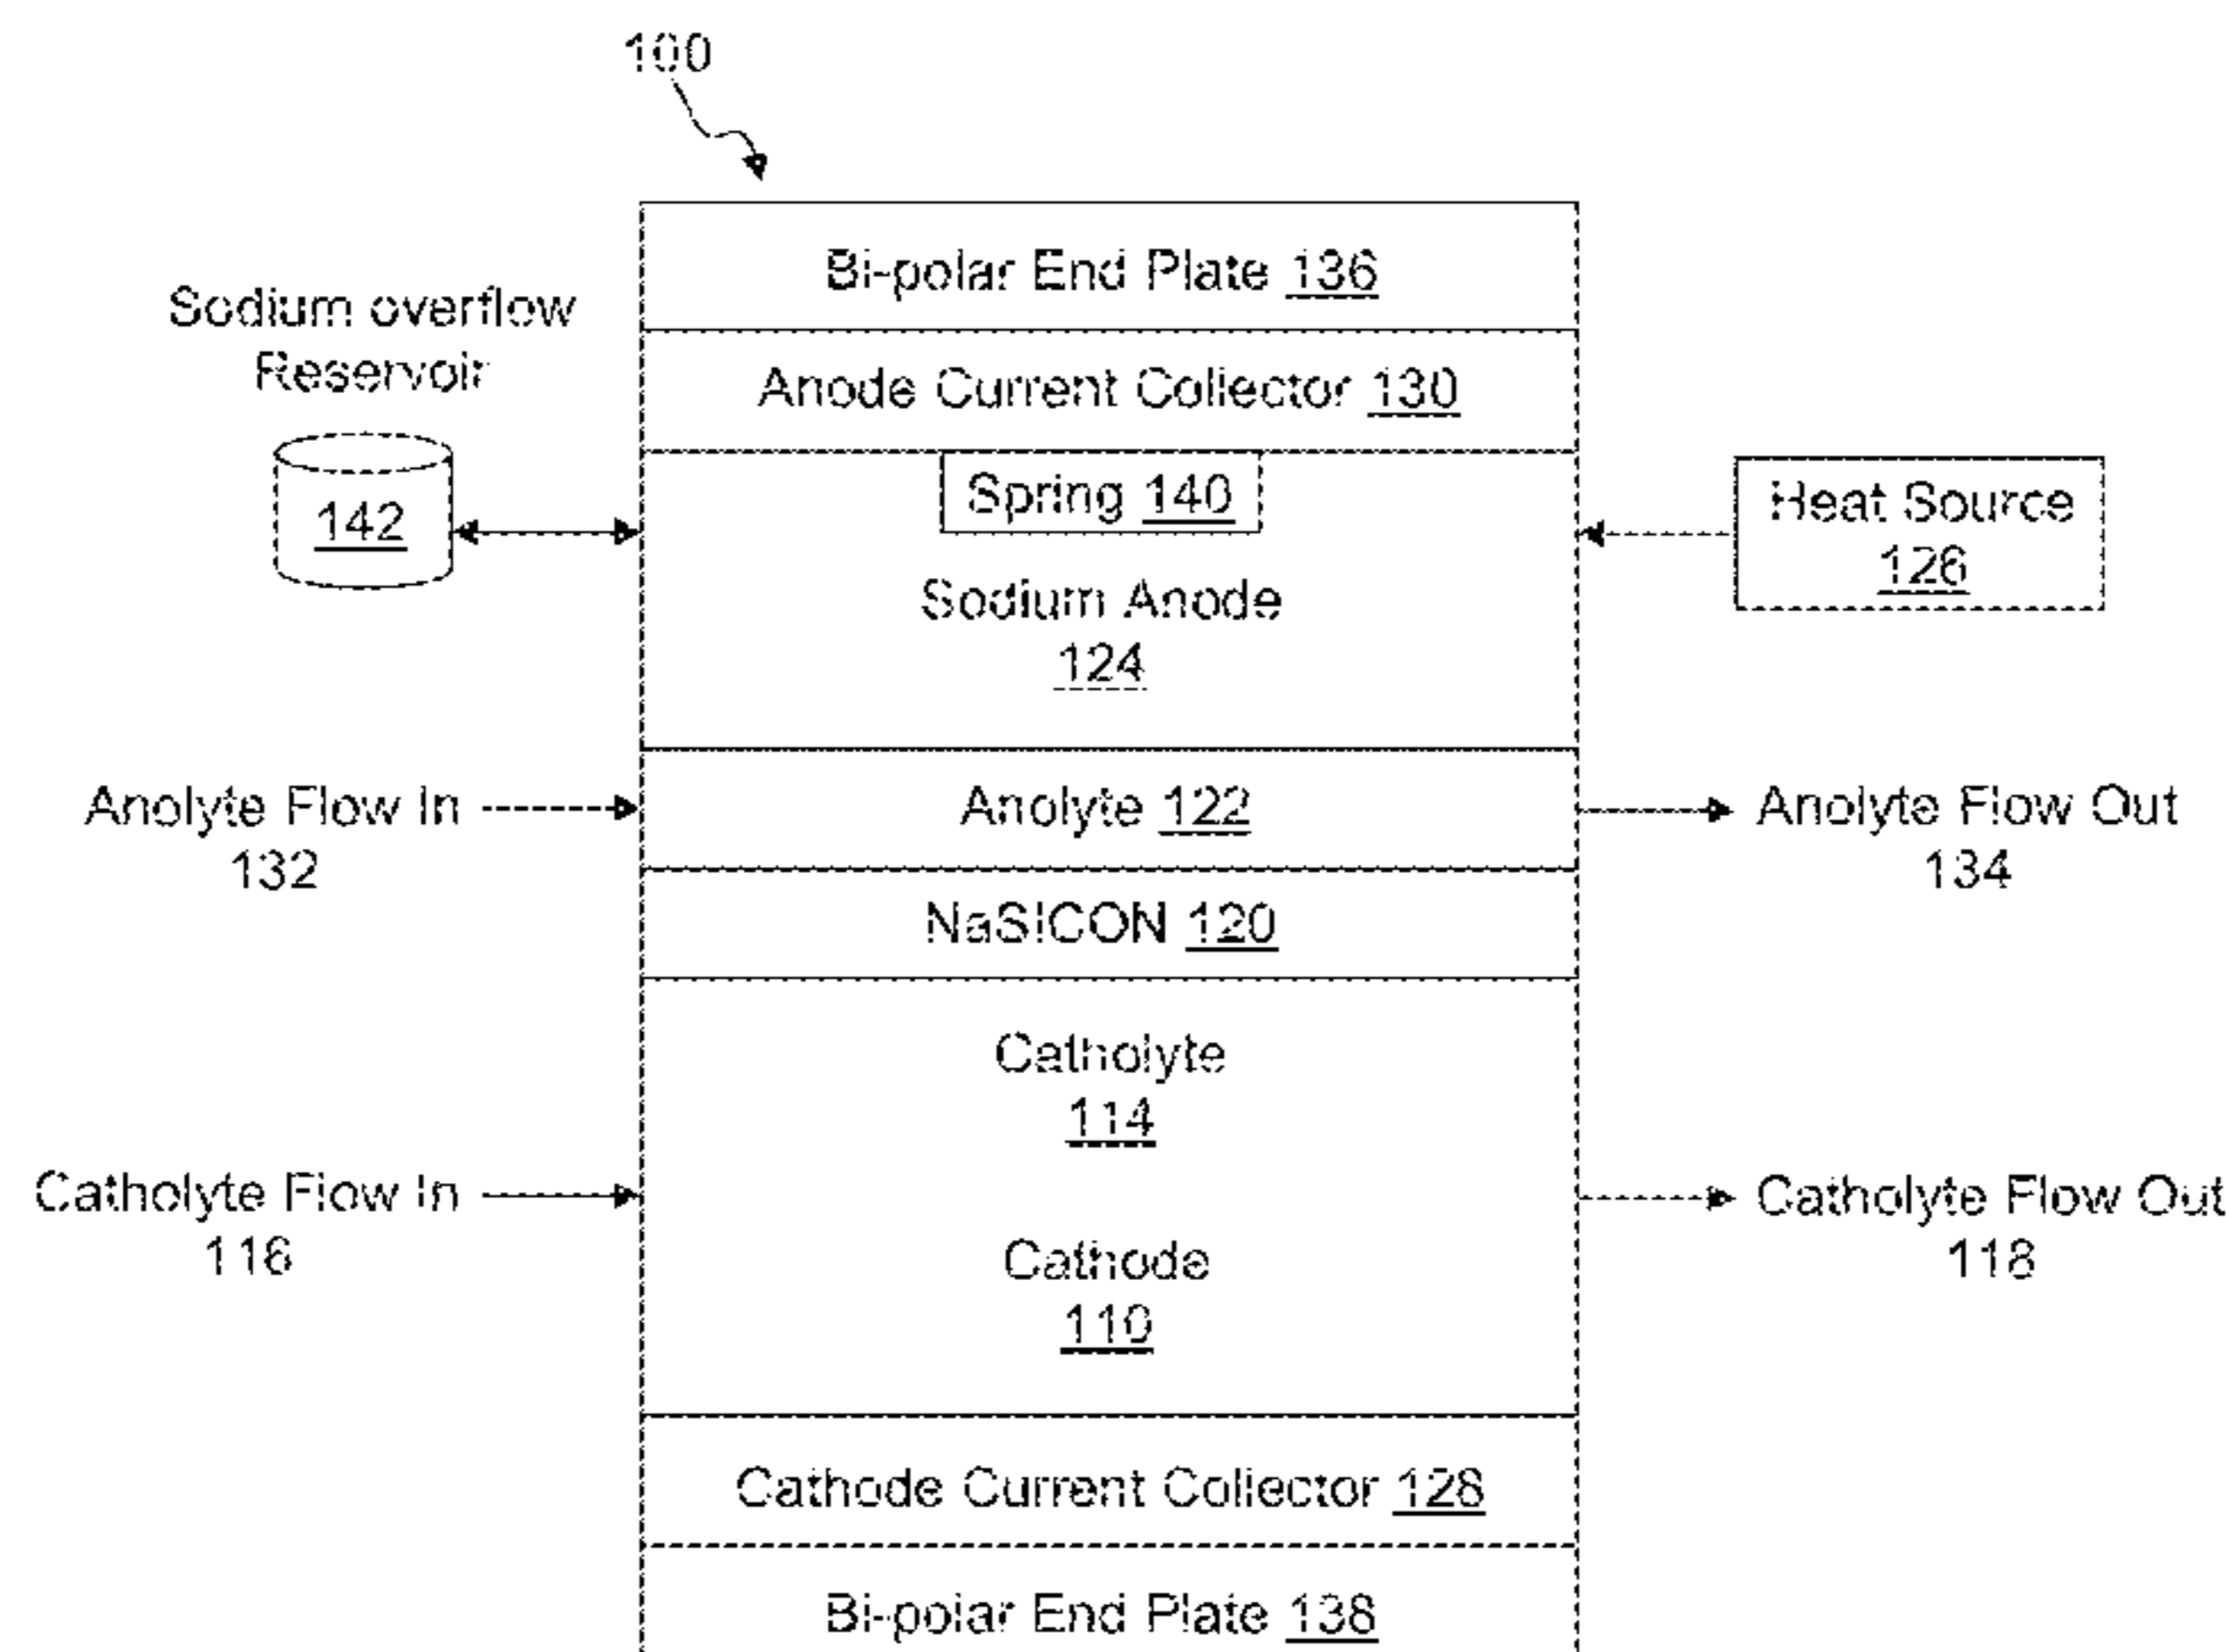 100
Bi-polar End Plate 136
Sodium overflow
Reservoir
142
Anode Current Collector 130
Spring 140
Heat Source
126
Sodium Anode
124
Anolyte Flow In
132
Anolyte 122
Anolyte Flow Out
134
NaSICON 120
Catholyte
114
Catholyte Flow In
116
Catholyte Flow Out
118
Cathode
110
Cathode Current Collector 128
Bi-polar End Plate 138